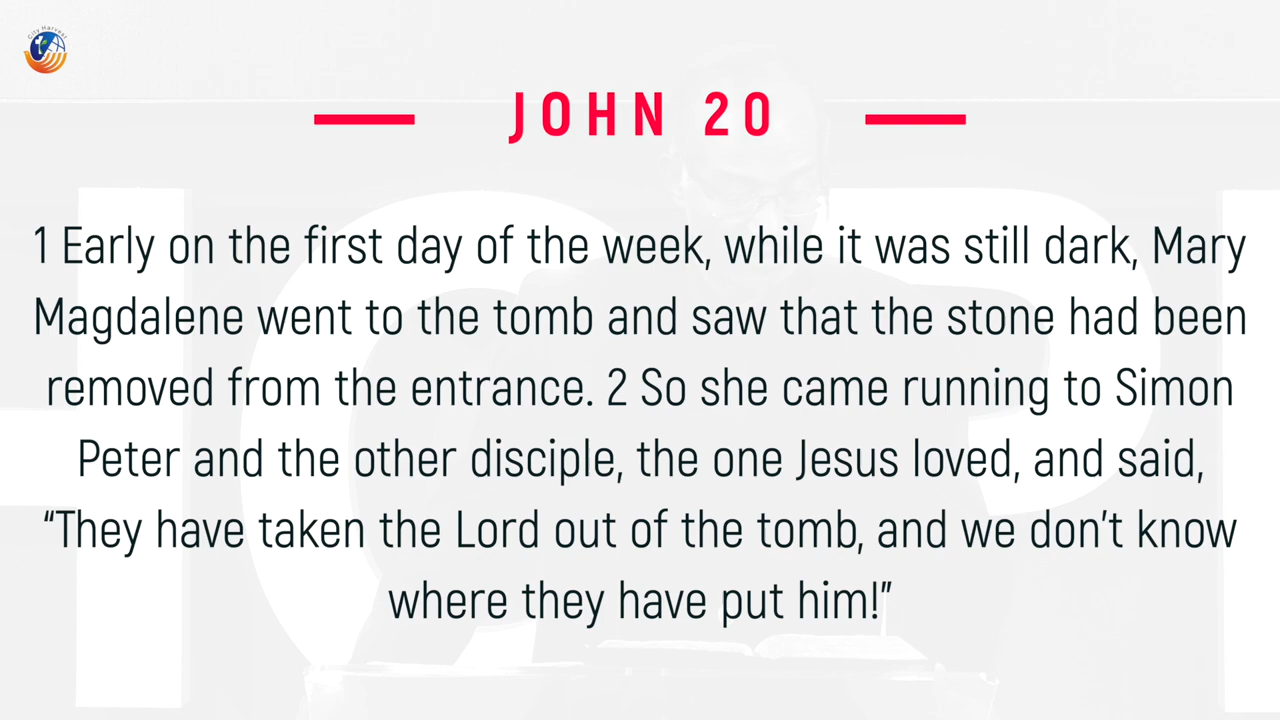 City Harvest
JOHN 20
1 Early on the first day of the week, while it was still dark, Mary
Magdalene went to the tomb and saw that the stone had been
removed from the entrance. 2 So she came running to Simon
Peter and the other disciple, the one Jesus loved, and said,
“They have taken the Lord out of the tomb, and we don’t know
where they have put him!”